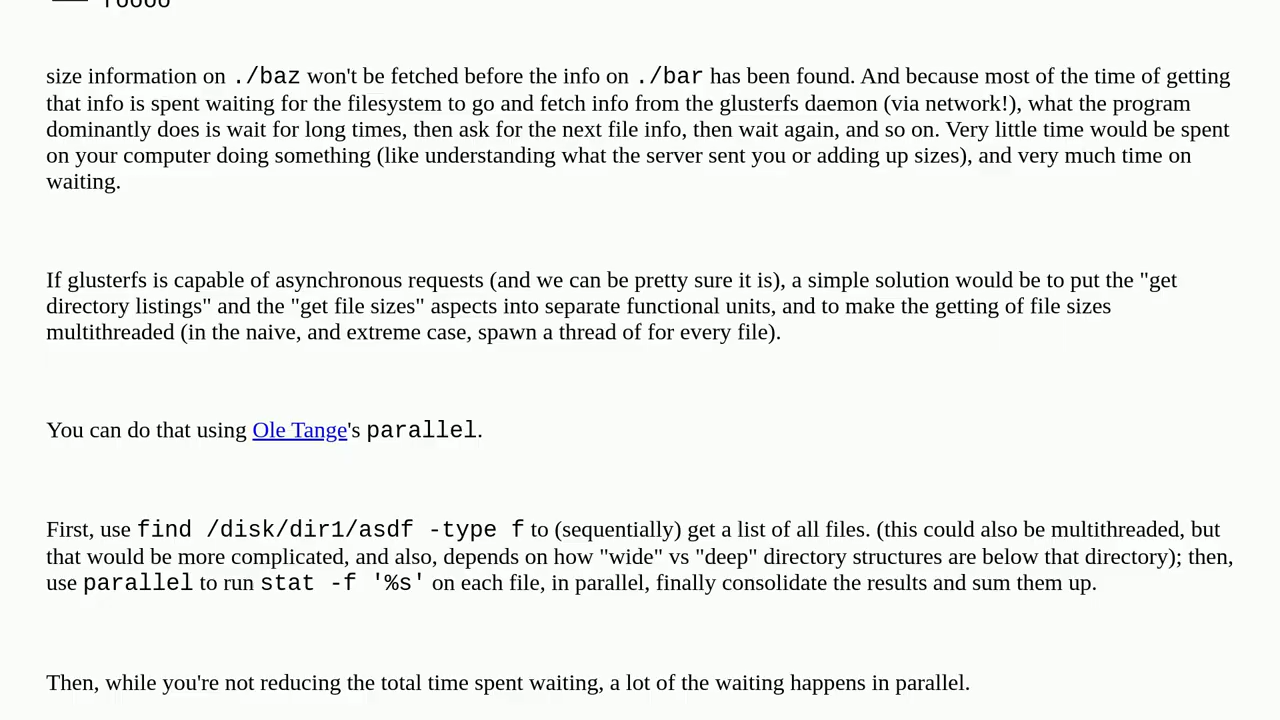 size information on ./baz won't be fetched before the info on ./bar has been found. And because most of the time of getting
that info is spent waiting for the filesystem to go and fetch info from the glusterfs daemon (via network!), what the program
dominantly does is wait for long times, then ask for the next file info, then wait again, and so on. Very little time would be spent
on your computer doing something (like understanding what the server sent you or adding up sizes), and very much time on
waiting.
If glusterfs is capable of asynchronous requests (and we can be pretty sure it is), a simple solution would be to put the "get
directory listings" and the "get file sizes" aspects into separate functional units, and to make the getting of file sizes
multithreaded (in the naive, and extreme case, spawn a thread of for every file).
You can do that using Ole Tange's parallel.
First, use find /disk/dir1/asdf -type f to (sequentially) get a list of all files. (this could also be multithreaded, but
that would be more complicated, and also, depends on how "wide" vs "deep" directory structures are below that directory); then,
use parallel to run stat -f '%s' on each file, in parallel, finally consolidate the results and sum them up.
Then, while you're not reducing the total time spent waiting, a lot of the waiting happens in parallel.